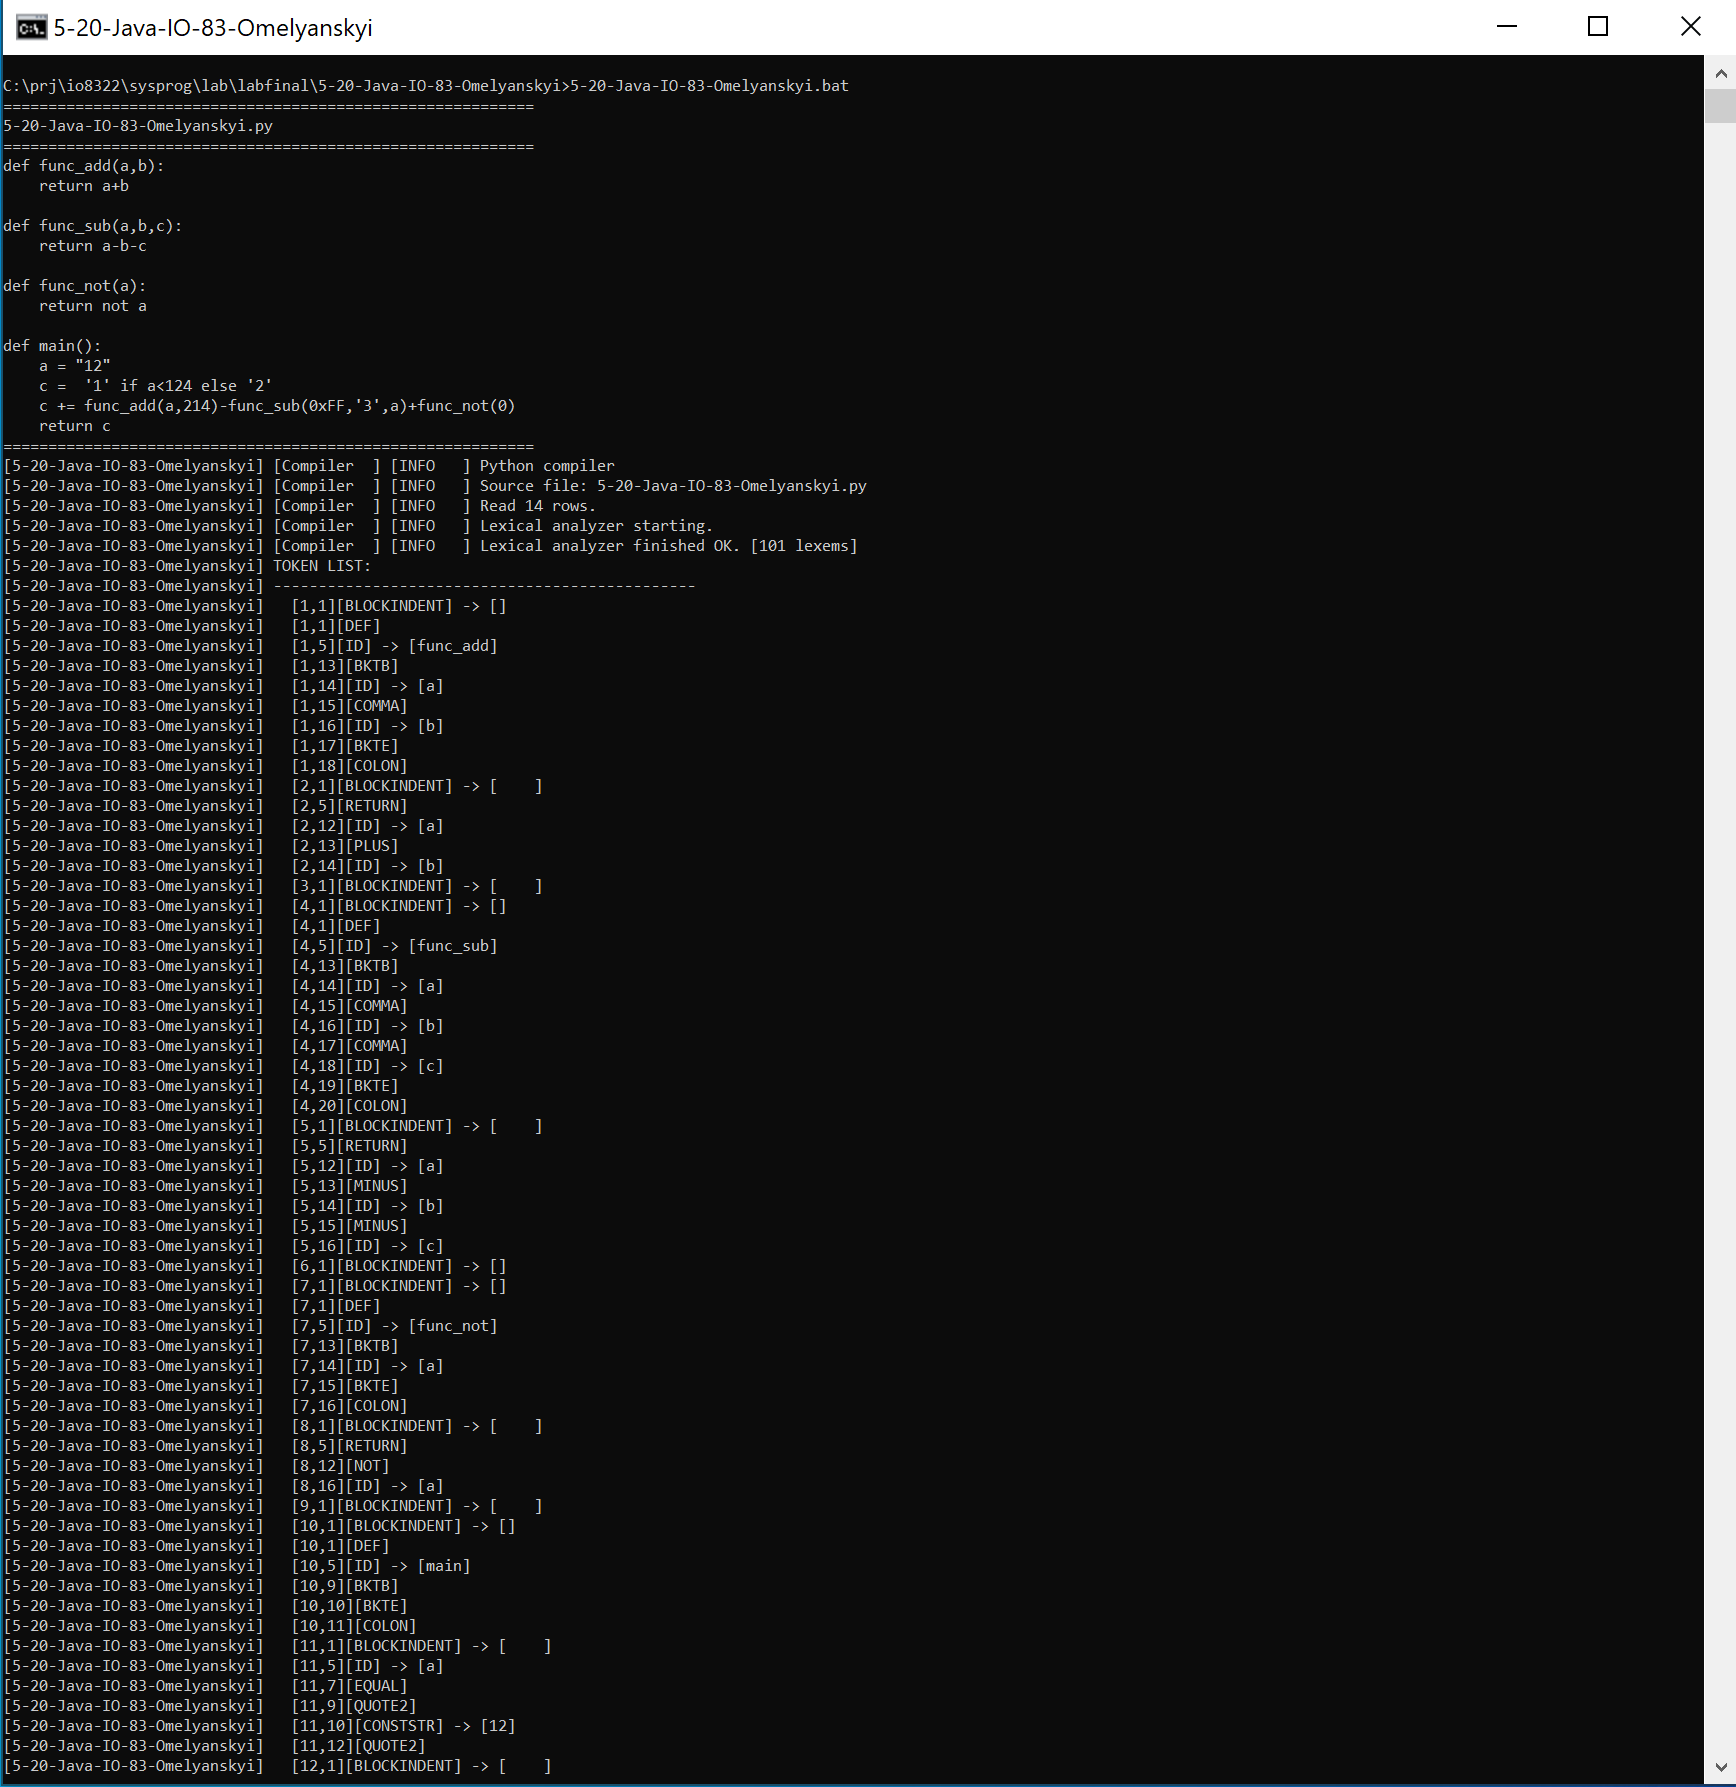 5-20-Java-IO-83-Omelyanskyi
C:\prj\io8322\sysprog\lab\labfinal\5-20-Java-IO-83-Omelyanskyi>5-20-Java-IO-83-Omelyanskyi.bat
===========================================================
5-20-Java-IO-83-Omelyanskyi.py
===========================================================
def func_add(a,b):
    return a+b

def func_sub(a,b,c):
    return a-b-c

def func_not(a):
    return not a

def main():
    a = "12"
    c =  '1' if a<124 else '2'
    c += func_add(a,214)-func_sub(0xFF,'3',a)+func_not(0)
    return c
===========================================================
[5-20-Java-IO-83-Omelyanskyi] [Compiler  ] [INFO   ] Python compiler
[5-20-Java-IO-83-Omelyanskyi] [Compiler  ] [INFO   ] Source file: 5-20-Java-IO-83-Omelyanskyi.py
[5-20-Java-IO-83-Omelyanskyi] [Compiler  ] [INFO   ] Read 14 rows.
[5-20-Java-IO-83-Omelyanskyi] [Compiler  ] [INFO   ] Lexical analyzer starting.
[5-20-Java-IO-83-Omelyanskyi] [Compiler  ] [INFO   ] Lexical analyzer finished OK. [101 lexems]
[5-20-Java-IO-83-Omelyanskyi] TOKEN LIST:
[5-20-Java-IO-83-Omelyanskyi] -----------------------------------------------
[5-20-Java-IO-83-Omelyanskyi]   [1,1][BLOCKINDENT] -> []
[5-20-Java-IO-83-Omelyanskyi]   [1,1][DEF]
[5-20-Java-IO-83-Omelyanskyi]   [1,5][ID] -> [func_add]
[5-20-Java-IO-83-Omelyanskyi]   [1,13][BKTB]
[5-20-Java-IO-83-Omelyanskyi]   [1,14][ID] -> [a]
[5-20-Java-IO-83-Omelyanskyi]   [1,15][COMMA]
[5-20-Java-IO-83-Omelyanskyi]   [1,16][ID] -> [b]
[5-20-Java-IO-83-Omelyanskyi]   [1,17][BKTE]
[5-20-Java-IO-83-Omelyanskyi]   [1,18][COLON]
[5-20-Java-IO-83-Omelyanskyi]   [2,1][BLOCKINDENT] -> [    ]
[5-20-Java-IO-83-Omelyanskyi]   [2,5][RETURN]
[5-20-Java-IO-83-Omelyanskyi]   [2,12][ID] -> [a]
[5-20-Java-IO-83-Omelyanskyi]   [2,13][PLUS]
[5-20-Java-IO-83-Omelyanskyi]   [2,14][ID] -> [b]
[5-20-Java-IO-83-Omelyanskyi]   [3,1][BLOCKINDENT] -> [    ]
[5-20-Java-IO-83-Omelyanskyi]   [4,1][BLOCKINDENT] -> []
[5-20-Java-IO-83-Omelyanskyi]   [4,1][DEF]
[5-20-Java-IO-83-Omelyanskyi]   [4,5][ID] -> [func_sub]
[5-20-Java-IO-83-Omelyanskyi]   [4,13][BKTB]
[5-20-Java-IO-83-Omelyanskyi]   [4,14][ID] -> [a]
[5-20-Java-IO-83-Omelyanskyi]   [4,15][COMMA]
[5-20-Java-IO-83-Omelyanskyi]   [4,16][ID] -> [b]
[5-20-Java-IO-83-Omelyanskyi]   [4,17][COMMA]
[5-20-Java-IO-83-Omelyanskyi]   [4,18][ID] -> [c]
[5-20-Java-IO-83-Omelyanskyi]   [4,19][BKTE]
[5-20-Java-IO-83-Omelyanskyi]   [4,20][COLON]
[5-20-Java-IO-83-Omelyanskyi]   [5,1][BLOCKINDENT] -> [    ]
[5-20-Java-IO-83-Omelyanskyi]   [5,5][RETURN]
[5-20-Java-IO-83-Omelyanskyi]   [5,12][ID] -> [a]
[5-20-Java-IO-83-Omelyanskyi]   [5,13][MINUS]
[5-20-Java-IO-83-Omelyanskyi]   [5,14][ID] -> [b]
[5-20-Java-IO-83-Omelyanskyi]   [5,15][MINUS]
[5-20-Java-IO-83-Omelyanskyi]   [5,16][ID] -> [c]
[5-20-Java-IO-83-Omelyanskyi]   [6,1][BLOCKINDENT] -> []
[5-20-Java-IO-83-Omelyanskyi]   [7,1][BLOCKINDENT] -> []
[5-20-Java-IO-83-Omelyanskyi]   [7,1][DEF]
[5-20-Java-IO-83-Omelyanskyi]   [7,5][ID] -> [func_not]
[5-20-Java-IO-83-Omelyanskyi]   [7,13][BKTB]
[5-20-Java-IO-83-Omelyanskyi]   [7,14][ID] -> [a]
[5-20-Java-IO-83-Omelyanskyi]   [7,15][BKTE]
[5-20-Java-IO-83-Omelyanskyi]   [7,16][COLON]
[5-20-Java-IO-83-Omelyanskyi]   [8,1][BLOCKINDENT] -> [    ]
[5-20-Java-IO-83-Omelyanskyi]   [8,5][RETURN]
[5-20-Java-IO-83-Omelyanskyi]   [8,12][NOT]
[5-20-Java-IO-83-Omelyanskyi]   [8,16][ID] -> [a]
[5-20-Java-IO-83-Omelyanskyi]   [9,1][BLOCKINDENT] -> [    ]
[5-20-Java-IO-83-Omelyanskyi]   [10,1][BLOCKINDENT] -> []
[5-20-Java-IO-83-Omelyanskyi]   [10,1][DEF]
[5-20-Java-IO-83-Omelyanskyi]   [10,5][ID] -> [main]
[5-20-Java-IO-83-Omelyanskyi]   [10,9][BKTB]
[5-20-Java-IO-83-Omelyanskyi]   [10,10][BKTE]
[5-20-Java-IO-83-Omelyanskyi]   [10,11][COLON]
[5-20-Java-IO-83-Omelyanskyi]   [11,1][BLOCKINDENT] -> [    ]
[5-20-Java-IO-83-Omelyanskyi]   [11,5][ID] -> [a]
[5-20-Java-IO-83-Omelyanskyi]   [11,7][EQUAL]
[5-20-Java-IO-83-Omelyanskyi]   [11,9][QUOTE2]
[5-20-Java-IO-83-Omelyanskyi]   [11,10][CONSTSTR] -> [12]
[5-20-Java-IO-83-Omelyanskyi]   [11,12][QUOTE2]
[5-20-Java-IO-83-Omelyanskyi]   [12,1][BLOCKINDENT] -> [    ]